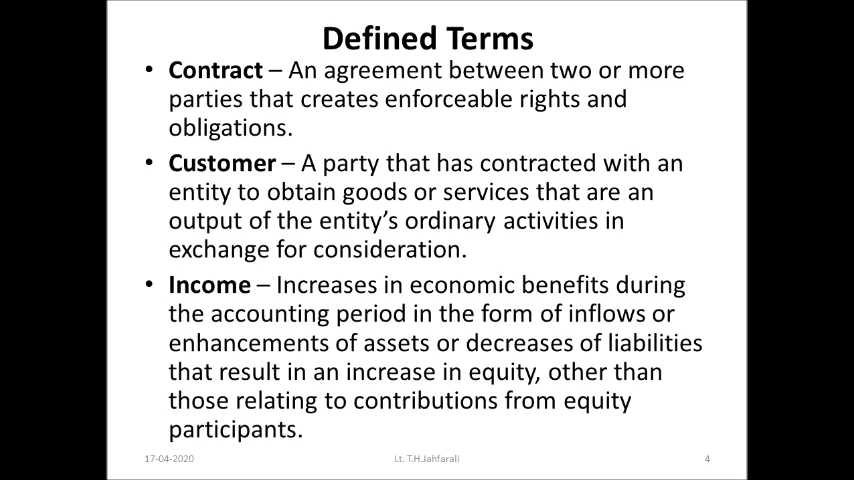 Defined Terms
• Contract – An agreement between two or more
parties that creates enforceable rights and
obligations.
• Customer – A party that has contracted with an
entity to obtain goods or services that are an
output of the entity’s ordinary activities in
exchange for consideration.
• Income – Increases in economic benefits during
the accounting period in the form of inflows or
enhancements of assets or decreases of liabilities
that result in an increase in equity, other than
those relating to contributions from equity
participants.
17-04-2020 Lt. T.H.Jahfarali 4